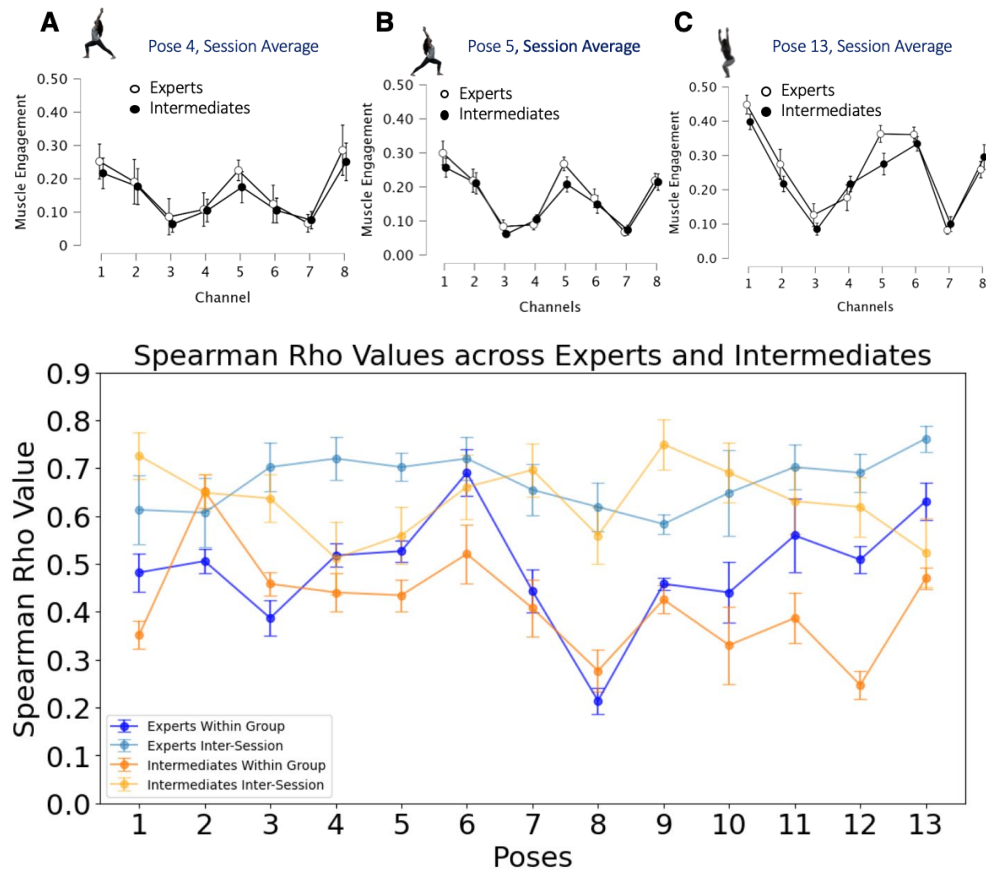 A
Pose 4, Session Average
0.50
0.40
0.30
0.20
0.10
0
Muscle Engagement
Experts
Intermediates
1 2 3 4 5 6 7 8
Channel
B
Pose 5, Session Average
0.50
0.40
0.30
0.20
0.10
0.00
Muscle Engagement
Experts
Intermediates
1 2 3 4 5 6 7 8
Channels
C
Pose 13, Session Average
0.50
0.40
0.30
0.20
0.10
0.0
Muscle Engagement
Experts
Intermediates
1 2 3 4 5 6 7 8
Channels
Spearman Rho Values across Experts and Intermediates
0.9
0.8
0.7
0.6
0.5
0.4
0.3
0.2
0.1
0.0
Spearman Rho Value
Experts Within Group
Experts Inter-Session
Intermediates Within Group
Intermediates Inter-Session
1 2 3 4 5 6 7 8 9 10 11 12 13
Poses